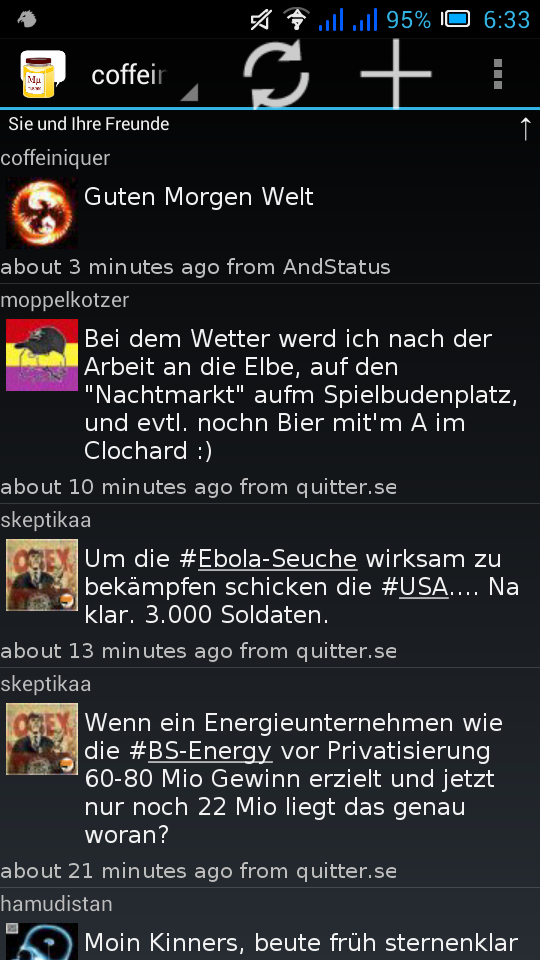 95% 6:33
Mμ
coffein
Sie und Ihre Freunde ↑
coffeiniquer
Guten Morgen Welt
about 3 minutes ago from AndStatus
moppelkotzer
Bei dem Wetter werd ich nach der
Arbeit an die Elbe, auf den
"Nachtmarkt" aufm Spielbudenplatz,
und evtl. nochn Bier mit'm A im
Clochard :)
about 10 minutes ago from quitter.se
skeptikaa
OBEY
Um die #Ebola-Seuche wirksam zu
bekämpfen schicken die #USA.... Na
klar. 3.000 Soldaten.
about 13 minutes ago from quitter.se
skeptikaa
OBEY
Wenn ein Energieunternehmen wie
die #BS-Energy vor Privatisierung
60-80 Mio Gewinn erzielt und jetzt
nur noch 22 Mio liegt das genau
woran?
about 21 minutes ago from quitter.se
hamudistan
Moin Kinners, beute früh sternenklar